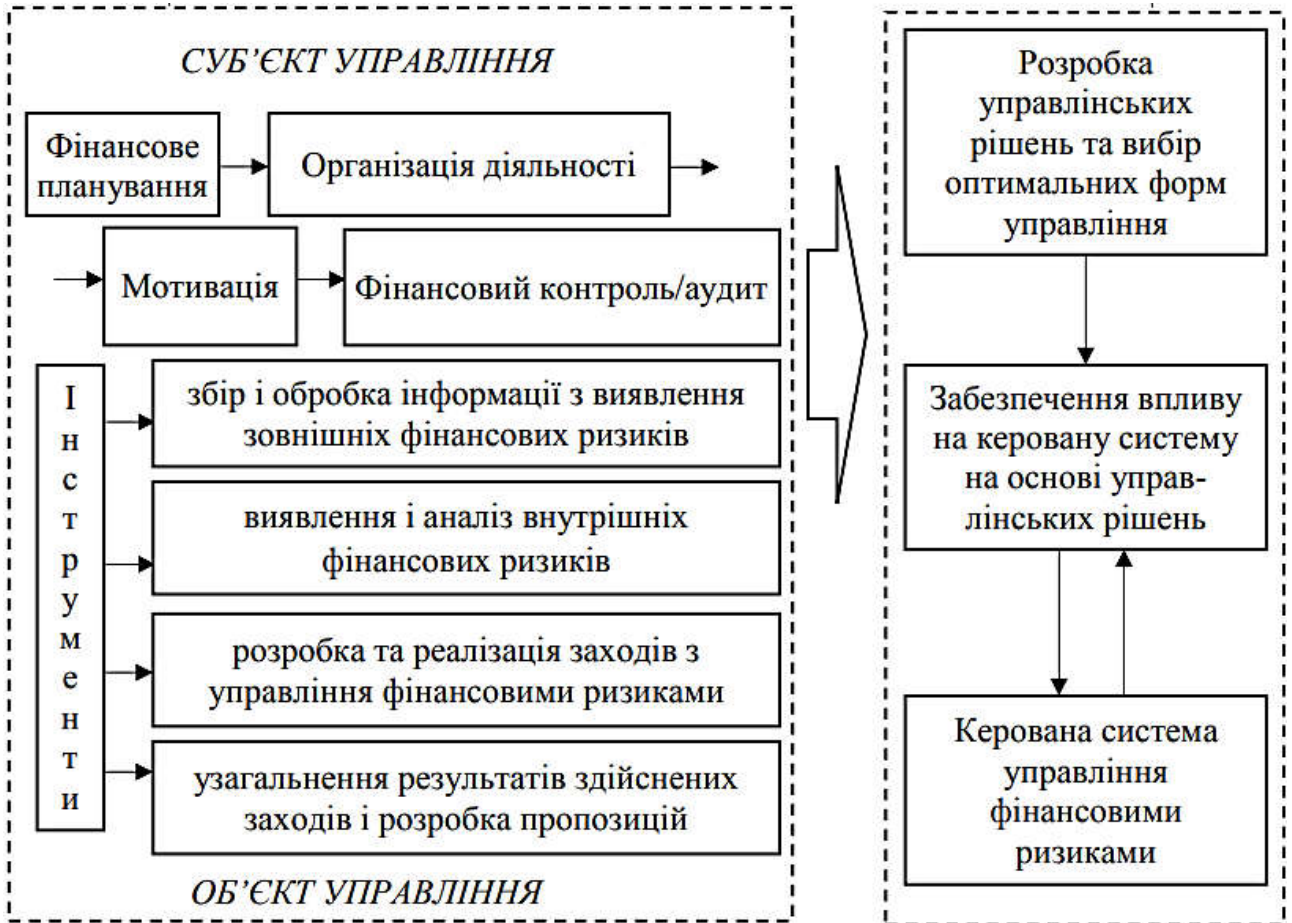 СУБ’ЄКТ УПРАВЛІННЯ
Фінансове
планування
Організація діяльності
Мотивація
Фінансовий контроль/аудит
Інструменти
збір і обробка інформації з виявлення
зовнішніх фінансових ризиків
виявлення і аналіз внутрішніх
фінансових ризиків
розробка та реалізація заходів з
управління фінансовими ризиками
узагальнення результатів здійснених
заходів і розробка пропозицій
ОБ’ЄКТ УПРАВЛІННЯ
Розробка
управлінських
рішень та вибір
оптимальних форм
управління
Забезпечення впливу
на керовану систему
на основі управ-
лінських рішень
Керована система
управління
фінансовими
ризиками